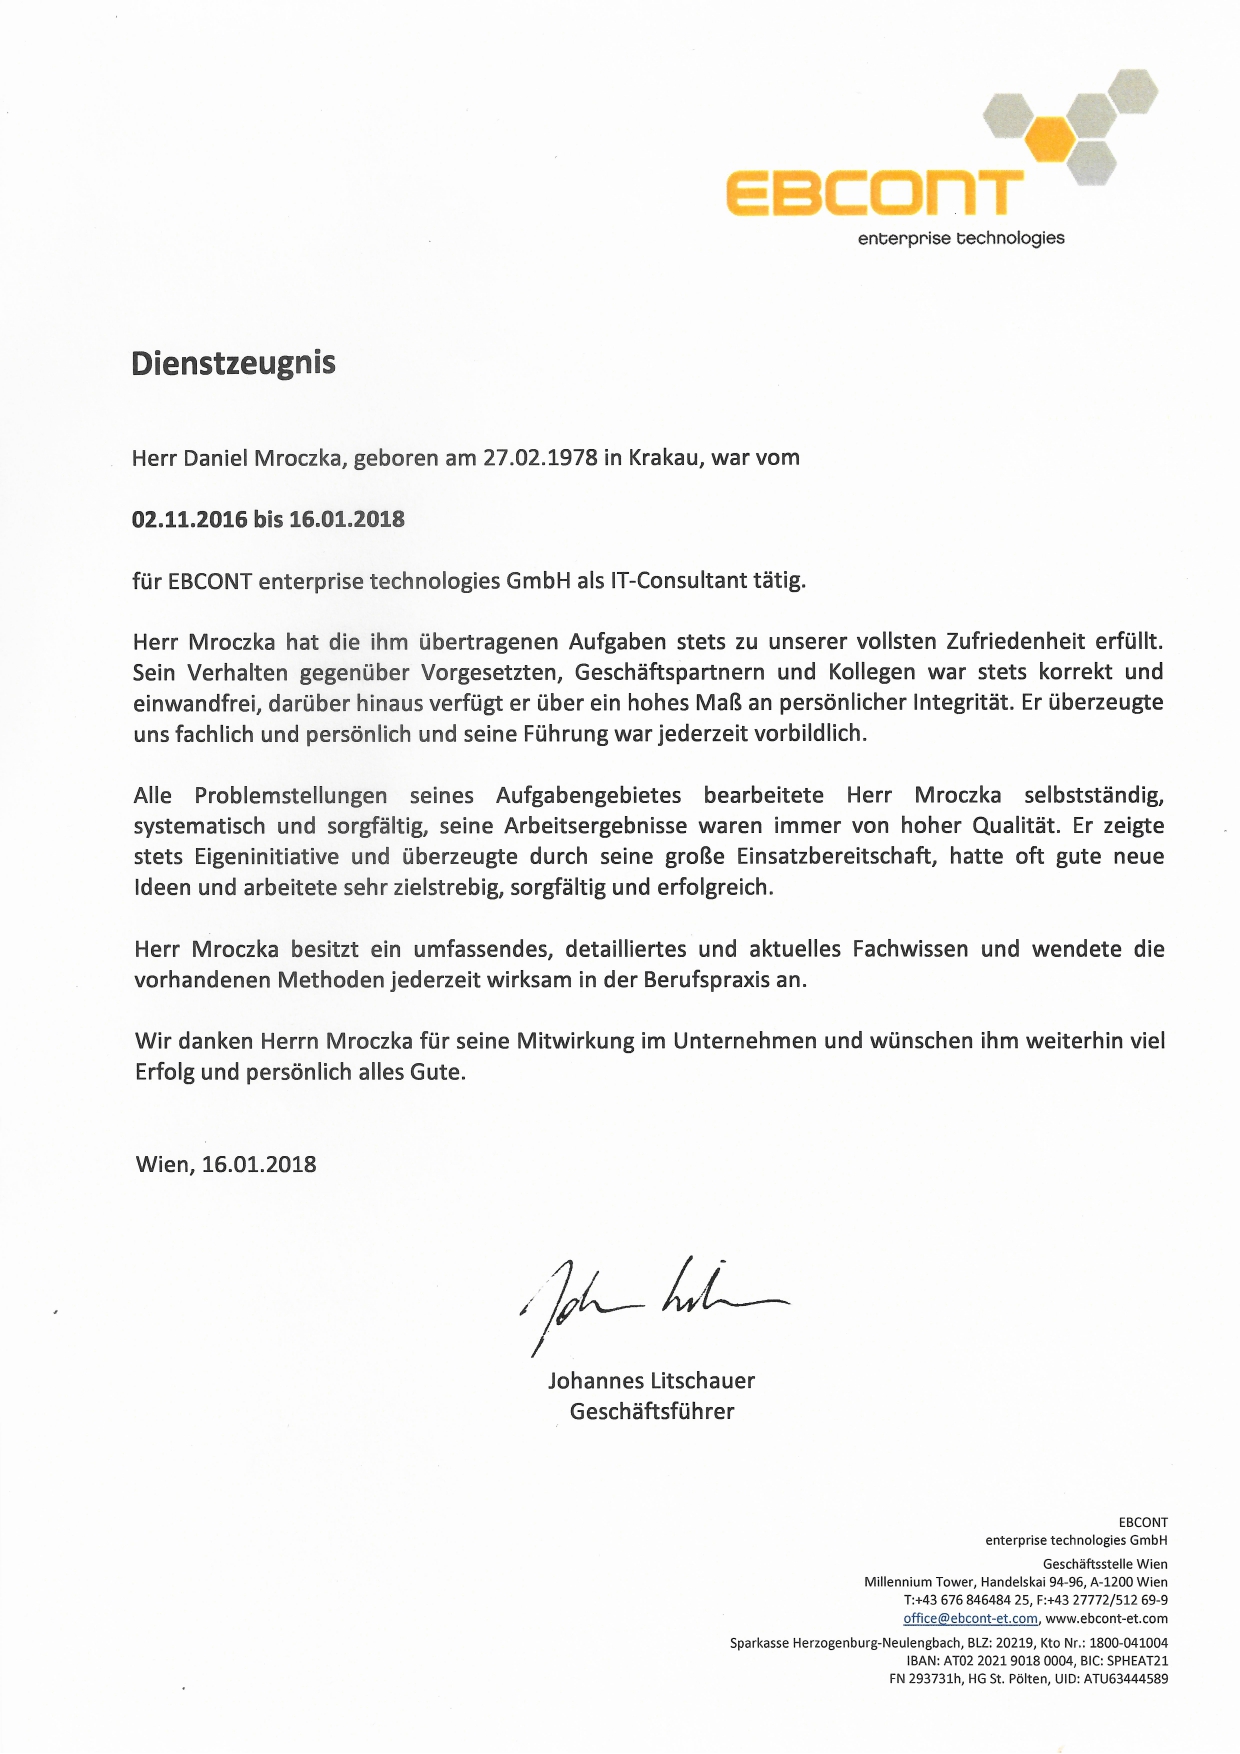 EBCONT
enterprise technologies
Dienstzeugnis
Herr Daniel Mroczka, geboren am 27.02.1978 in Krakau, war vom
02.11.2016 bis 16.01.2018
für EBCONT enterprise technologies GmbH als IT-Consultant tätig.
Herr Mroczka hat die ihm übertragenen Aufgaben stets zu unserer vollsten Zufriedenheit erfüllt.
Sein Verhalten gegenüber Vorgesetzten, Geschäftspartnern und Kollegen war stets korrekt und
einwandfrei, darüber hinaus verfügt er über ein hohes Maß an persönlicher Integrität. Er überzeugte
uns fachlich und persönlich und seine Führung war jederzeit vorbildlich.
Alle Problemstellungen seines Aufgabengebietes bearbeitete Herr Mroczka selbstständig,
systematisch und sorgfältig, seine Arbeitsergebnisse waren immer von hoher Qualität. Er zeigte
stets Eigeninitiative und überzeugte durch seine große Einsatzbereitschaft, hatte oft gute neue
Ideen und arbeitete sehr zielstrebig, sorgfältig und erfolgreich.
Herr Mroczka besitzt ein umfassendes, detailliertes und aktuelles Fachwissen und wendete die
vorhandenen Methoden jederzeit wirksam in der Berufspraxis an.
Wir danken Herrn Mroczka für seine Mitwirkung im Unternehmen und wünschen ihm weiterhin viel
Erfolg und persönlich alles Gute.
Wien, 16.01.2018
Johannes Litschauer
Geschäftsführer
EBCONT
enterprise technologies GmbH
Geschäftsstelle Wien
Millennium Tower, Handelskai 94-96, A-1200 Wien
T:+43 676 846484 25, F:+43 27772/512 69-9
office@ebcont-et.com, www.ebcont-et.com
Sparkasse Herzogenburg-Neulengbach, BLZ: 20219, Kto Nr.: 1800-041004
IBAN: AT02 2021 9018 0004, BIC: SPHEAT21
FN 293731h, HG St. Pölten, UID: ATU63444589